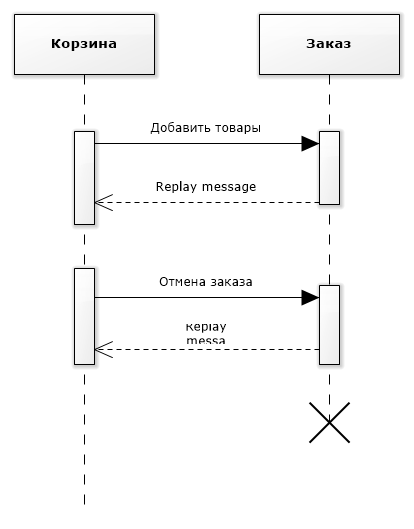 Корзина
Заказ
Добавить товары
Replay message
Отмена заказа
Replay
messa